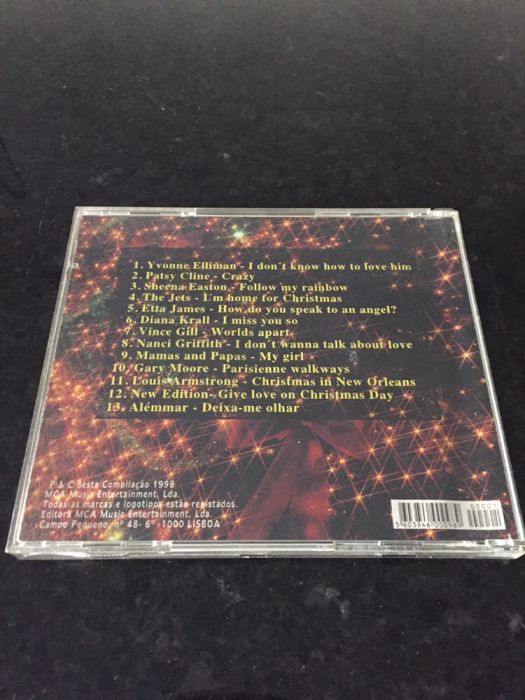 1. Yvonne Elliman - I don´t know how to love him
2. Patsy Cline - Crazy
3. Sheena Easton - Follow my rainbow
4. The Jets - I´m home for Christmas
5. Etta James - How do you speak to an angel?
6. Diana Krall - I miss you so
7. Vince Gill - Worlds apart
8. Nanci Griffith - I don´t wanna talk about love
9. Mamas and Papas - My girl
10. Gary Moore - Parisienne walkways
11. Louis Armstrong - Christmas in New Orleans
12. New Edition- Give love on Christmas Day
13. Alémmar - Deixa-me olhar
P & C desta Compilação 1998
MCA Music Entertainment, Lda.
Todas as marcas e logotipos estão registados.
Editora MCA Music Entertainment, Lda.
Campo Pequeno, nº 48- 6º -1000 LISBOA
00001
5 603846 000969